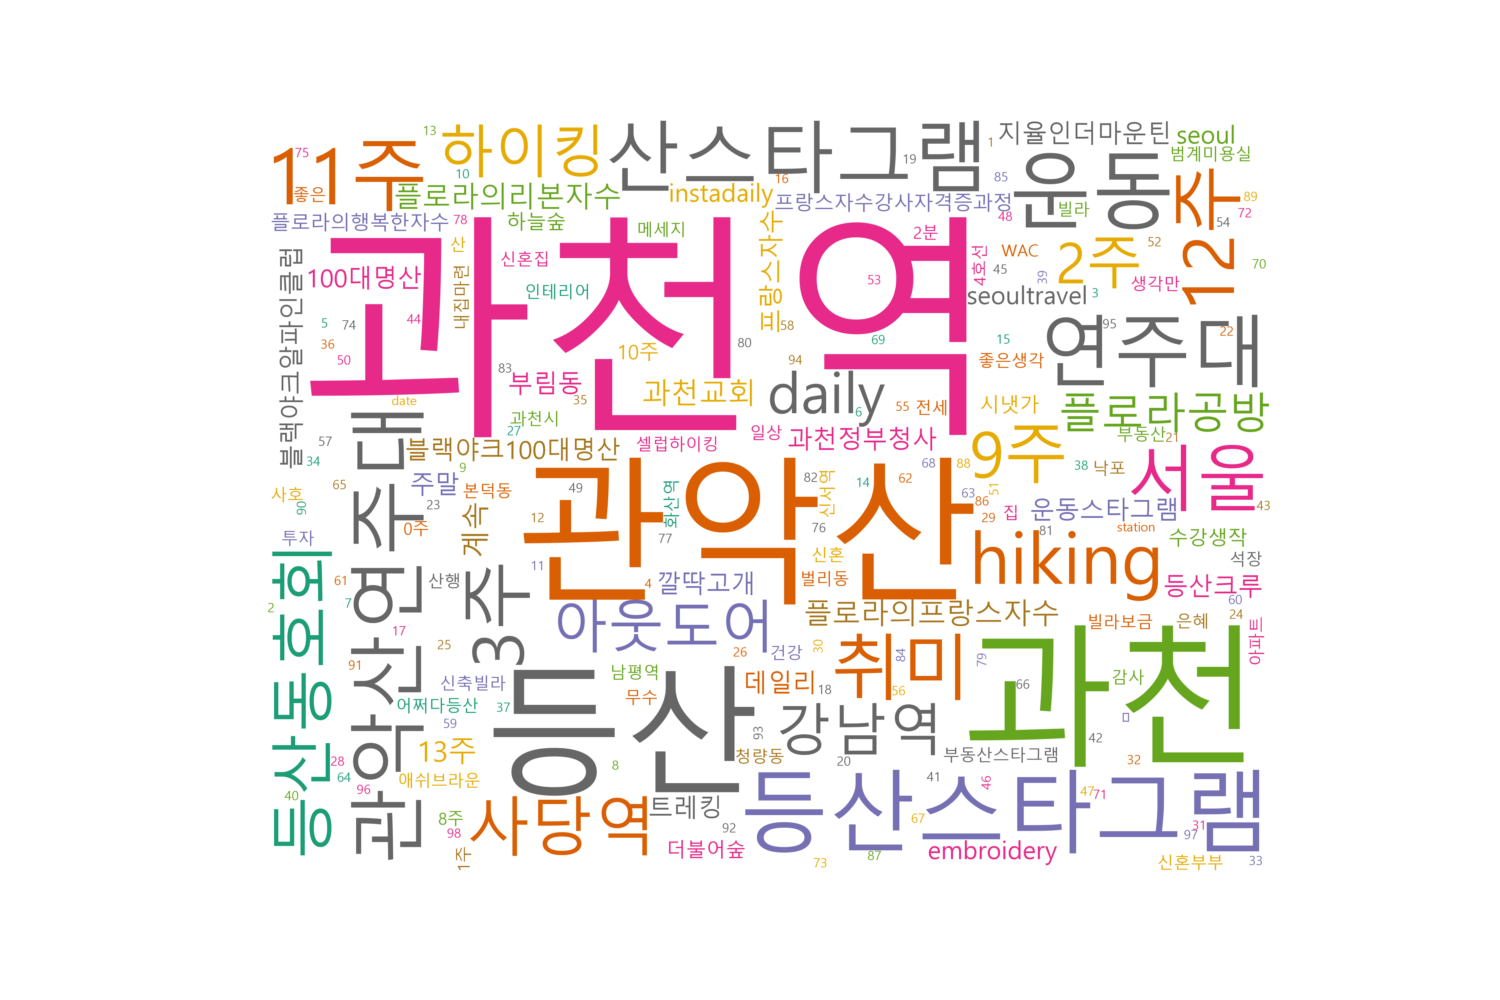 13
75
11주
좋은
하이킹
10
산스타그램
19
1
지율인더마운틴
seoul
범계미용실
플로라의리본자수
instadaily
16
프랑스자수강사자격증과정
85
운동
빌라
12주
89
72
54
플로라의행복한자수
78
하늘숲
메세지
48
2분
WAC
52
2주
70
산
신혼집
100대명산
내집마련
인테리어
프랑스자수
4호선
45
39
생각만
블랙야크알파인클럽
과천역
53
seoultravel
3
5
74
44
36
50
58
80
69
15
95
22
연주대
10주
94
좋은생각
83
부림동
35
과천교회
daily
6
55
전세
시냇가
플로라공방
date
과천시
27
57
34
블랙야크100대명산
셀럽하이킹
일상
과천정부청사
부동산
21
9주
서울
9
주말
본덕동
68
88
38
낙포
65
사호
90
23
49
82
신서역
14
62
63
51
86
29
집
운동스타그램
43
0주
계속
12
화산역
관악산
76
77
81
station
수강생작
투자
11
신혼
hiking
석장
61
산행
3주
4
깔딱고개
벌리동
등산크루
2
7
아웃도어
플로라의프랑스자수
빌라보금
은혜
60
24
17
25
26
건강
30
84
79
아파트
91
관악산연주대
등산동호회
신축빌라
남평역
무수
데일리
18
취미
56
66
과천
감사
ㅁ
어쩌다등산
37
59
등산
93
강남역
42
13주
28
64
96
애쉬브라운
8
청량동
20
부동산스타그램
32
40
41
46
47
71
8주
98
1주
사당역
트레킹
92
더불어숲
등산스타그램
67
31
97
73
87
embroidery
신혼부부
33